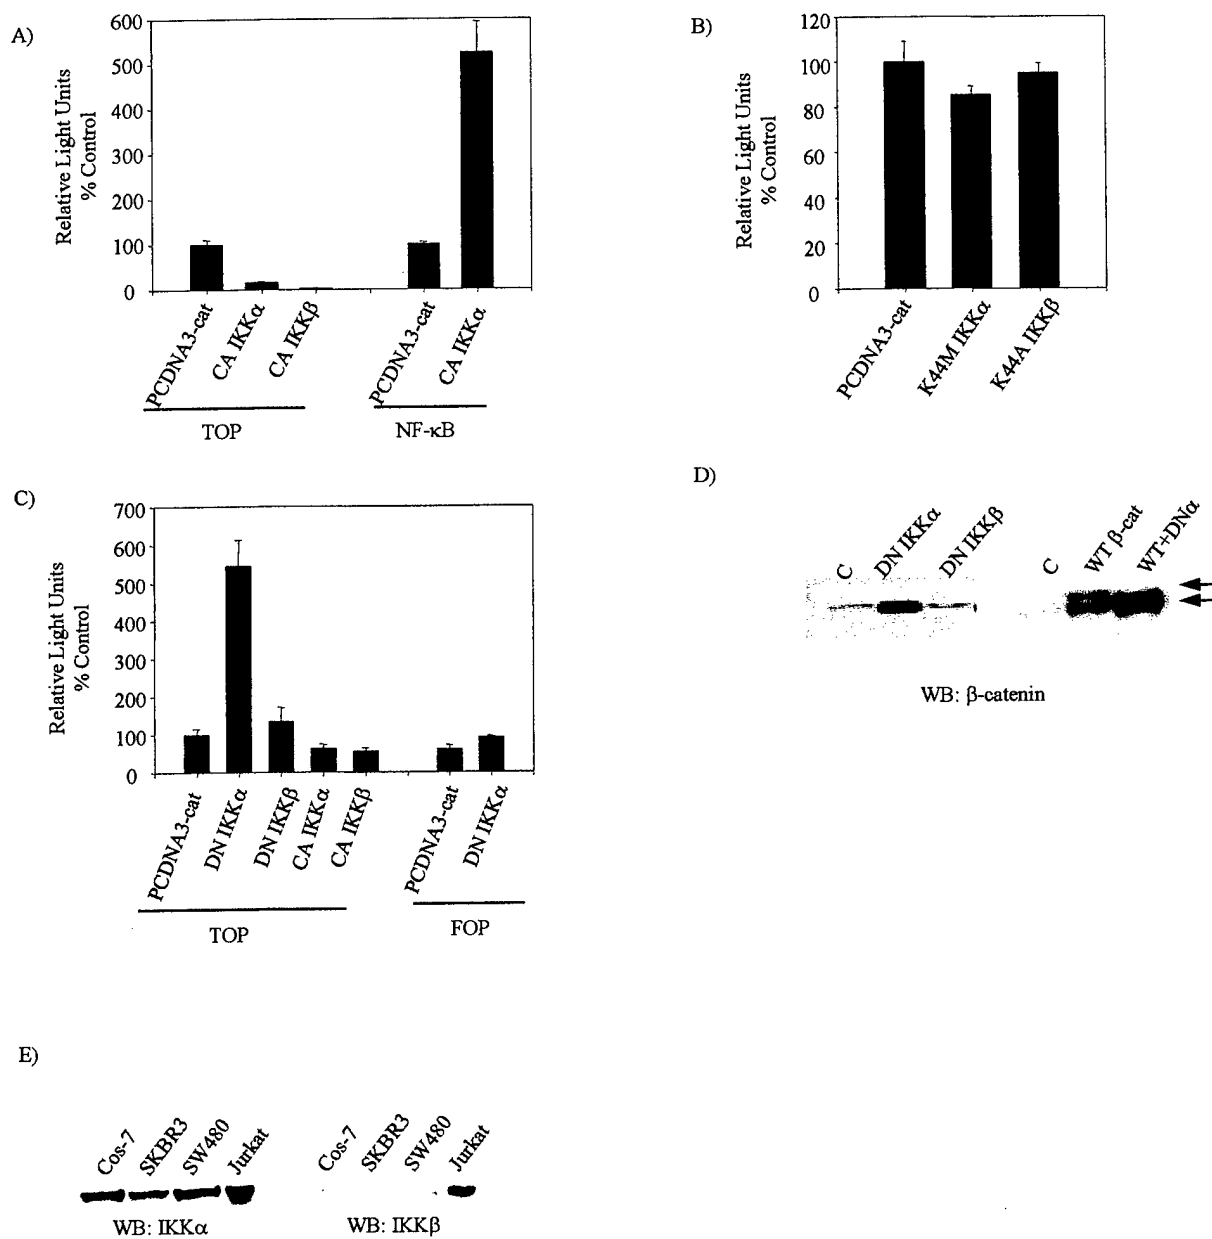 A)
Relative Light Units
% Control
600
500
400
300
200
100
0
PCDNA3-cat
CA IKKα
CA IKKβ
PCDNA3-cat
CA IKKα
TOP
NF-κB
B)
Relative Light Units
% Control
120
100
80
60
40
20
0
PCDNA3-cat
K44M IKKα
K44A IKKβ
C)
Relative Light Units
% Control
700
600
500
400
300
200
100
0
PCDNA3-cat
DN IKKα
DN IKKβ
CA IKKα
CA IKKβ
PCDNA3-cat
DN IKKα
TOP
FOP
D)
C
DN IKKα
DN IKKβ
C
WT β-cat
WT+DNα
WB: β-catenin
E)
Cos-7
SKBR3
SW480
Jurkat
Cos-7
SKBR3
SW480
Jurkat
WB: IKKα
WB: IKKβ